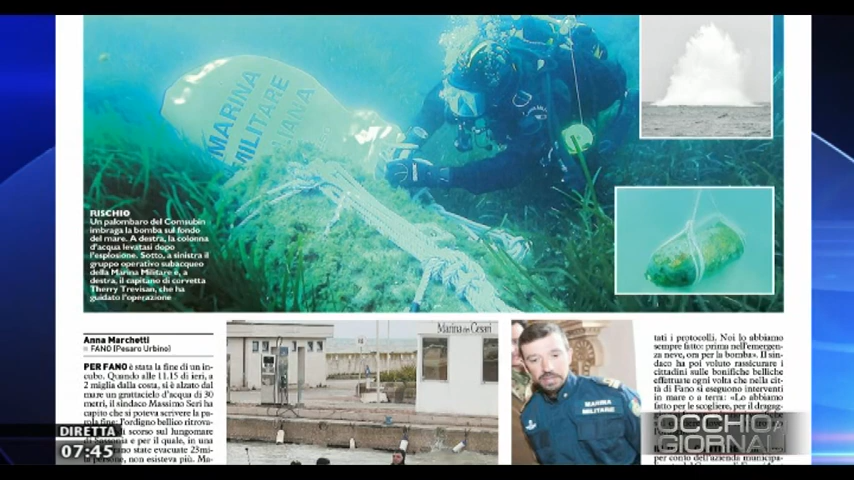 MARINA
MILITARE
IANA
RISCHIO
Un palombaro del Comsubin
imbraga la bomba sul fondo
del mare. A destra, la colonna
d'acqua levatasi dopo
l'esplosione. Sotto, a sinistra il
gruppo operativo subacqueo
della Marina Militare e, a
destra, il capitano di corvetta
Therry Trevisan, che ha
guidato l'operazione
Anna Marchetti
FANO (Pesaro Urbino)
PER FANO è stata la fine di un in-
cubo. Quando alle 11.15 di ieri, a
2 miglia dalla costa, si è alzato dal
mare un grattacielo d'acqua di 30
metri, il sindaco Massimo Seri ha
capito che si poteva scrivere la pa-
rola fine: l'ordigno bellico ritrova-
scorso sul lungomare
e per il quale, in una
state evacuate 23mi-
persone, non esisteva più. Ma-
Marina dei Cesari
MARINA
MILITARE
tati i protocolli. Noi lo abbiamo
sempre fatto: prima nell'emergen-
za neve, ora per la bomba». Il sin-
daco ha poi voluto rassicurare i
cittadini sulle bonifiche belliche
effettuate ogni volta che nella cit-
tà di Fano si eseguono interventi
in mare o a terra: «Lo abbiamo
fatto per le scogliere, per il dragag-
per conto dell'azienda municipa-
DIRETTA
07:45
OCCHIO AI
GIORNALI